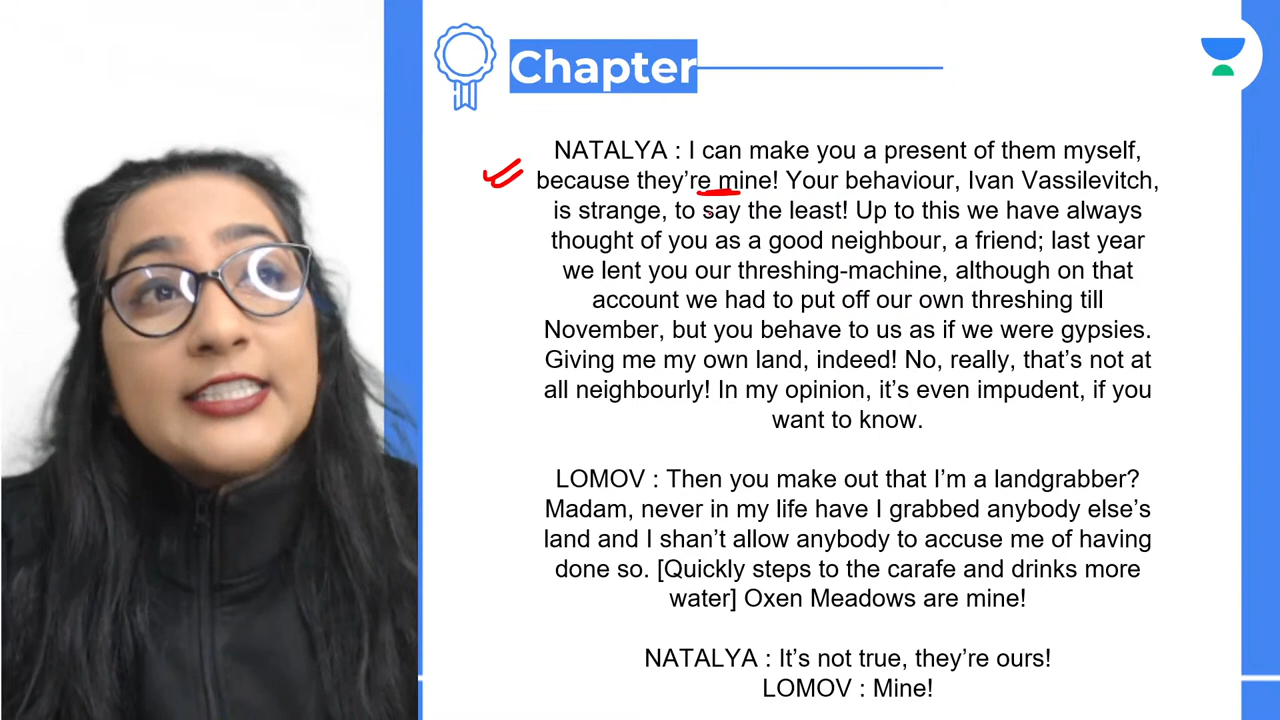 Chapter
NATALYA : I can make you a present of them myself,
because they're mine! Your behaviour, Ivan Vassilevitch,
is strange, to say the least! Up to this we have always
thought of you as a good neighbour, a friend; last year
we lent you our threshing-machine, although on that
account we had to put off our own threshing till
November, but you behave to us as if we were gypsies.
Giving me my own land, indeed! No, really, that's not at
all neighbourly! In my opinion, it's even impudent, if you
want to know.
LOMOV : Then you make out that I'm a landgrabber?
Madam, never in my life have I grabbed anybody else's
land and I shan't allow anybody to accuse me of having
done so. [Quickly steps to the carafe and drinks more
water] Oxen Meadows are mine!
NATALYA : It's not true, they're ours!
LOMOV : Mine!